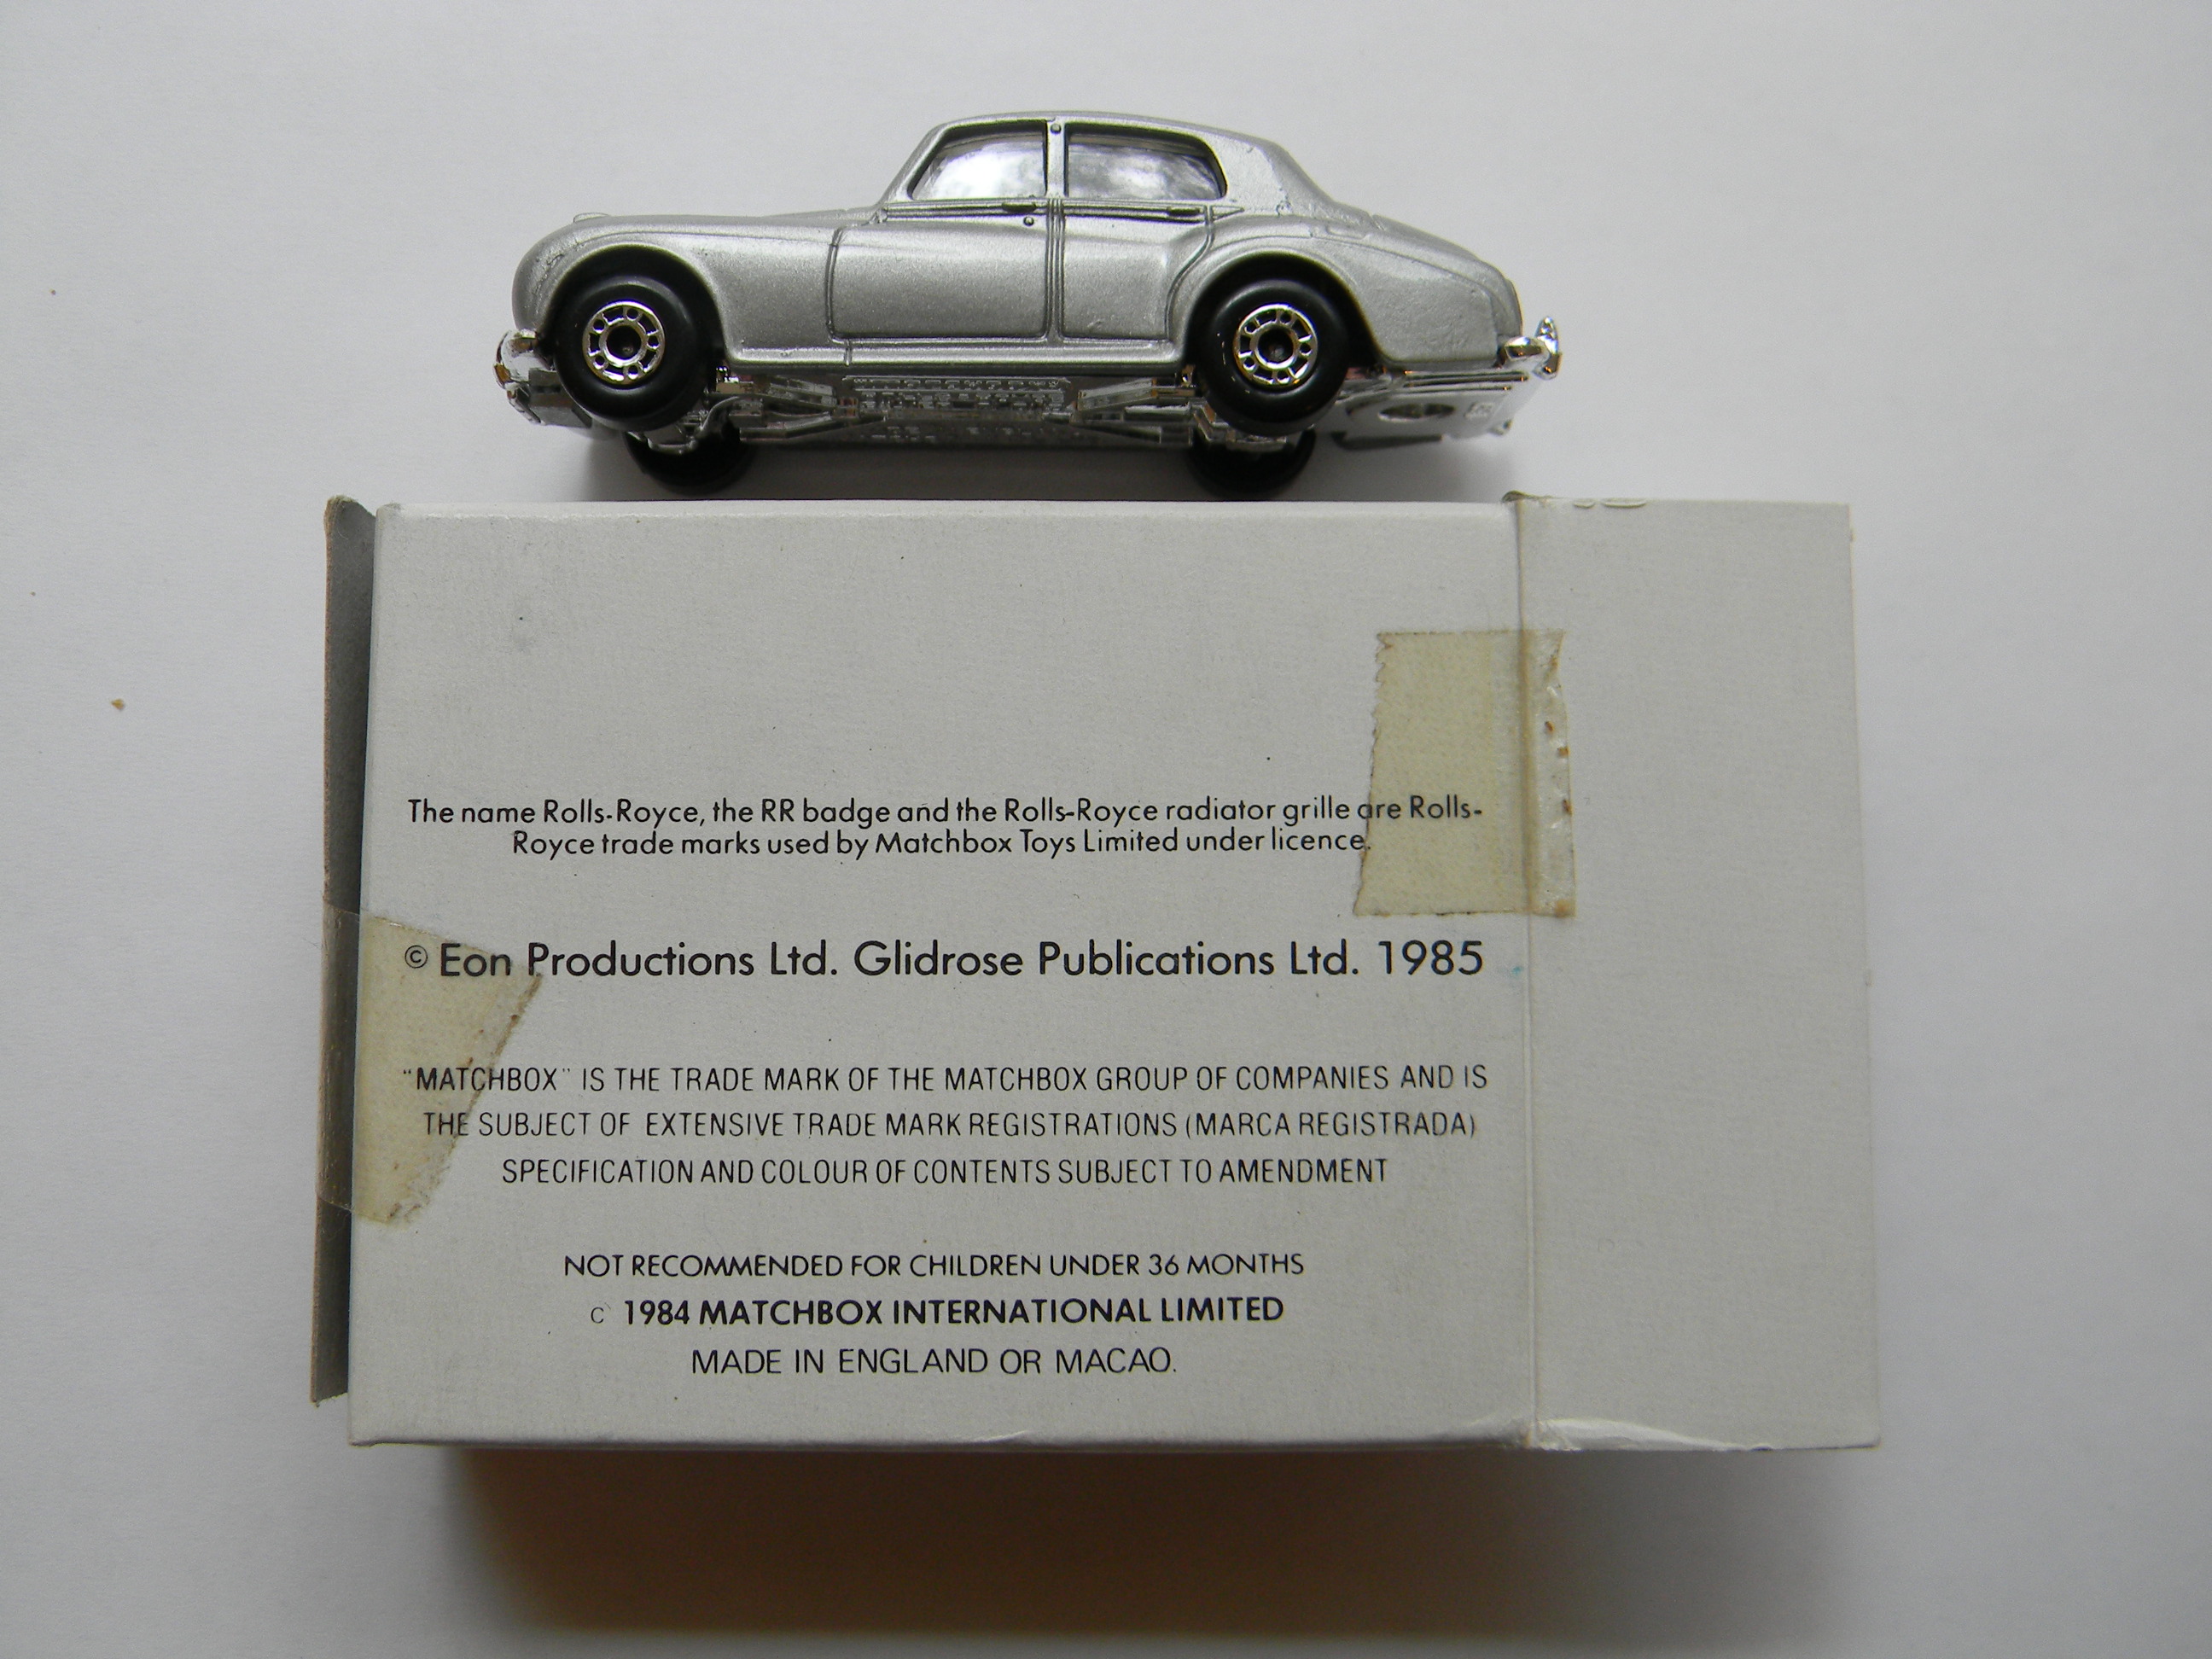 The name Rolls-Royce, the RR badge and the Rolls-Royce radiator grille are Rolls-
Royce trade marks used by Matchbox Toys Limited under licence.
© Eon Productions Ltd. Glidrose Publications Ltd. 1985
"MATCHBOX" IS THE TRADE MARK OF THE MATCHBOX GROUP OF COMPANIES AND IS
THE SUBJECT OF EXTENSIVE TRADE MARK REGISTRATIONS (MARCA REGISTRADA)
SPECIFICATION AND COLOUR OF CONTENTS SUBJECT TO AMENDMENT
NOT RECOMMENDED FOR CHILDREN UNDER 36 MONTHS
c 1984 MATCHBOX INTERNATIONAL LIMITED
MADE IN ENGLAND OR MACAO.